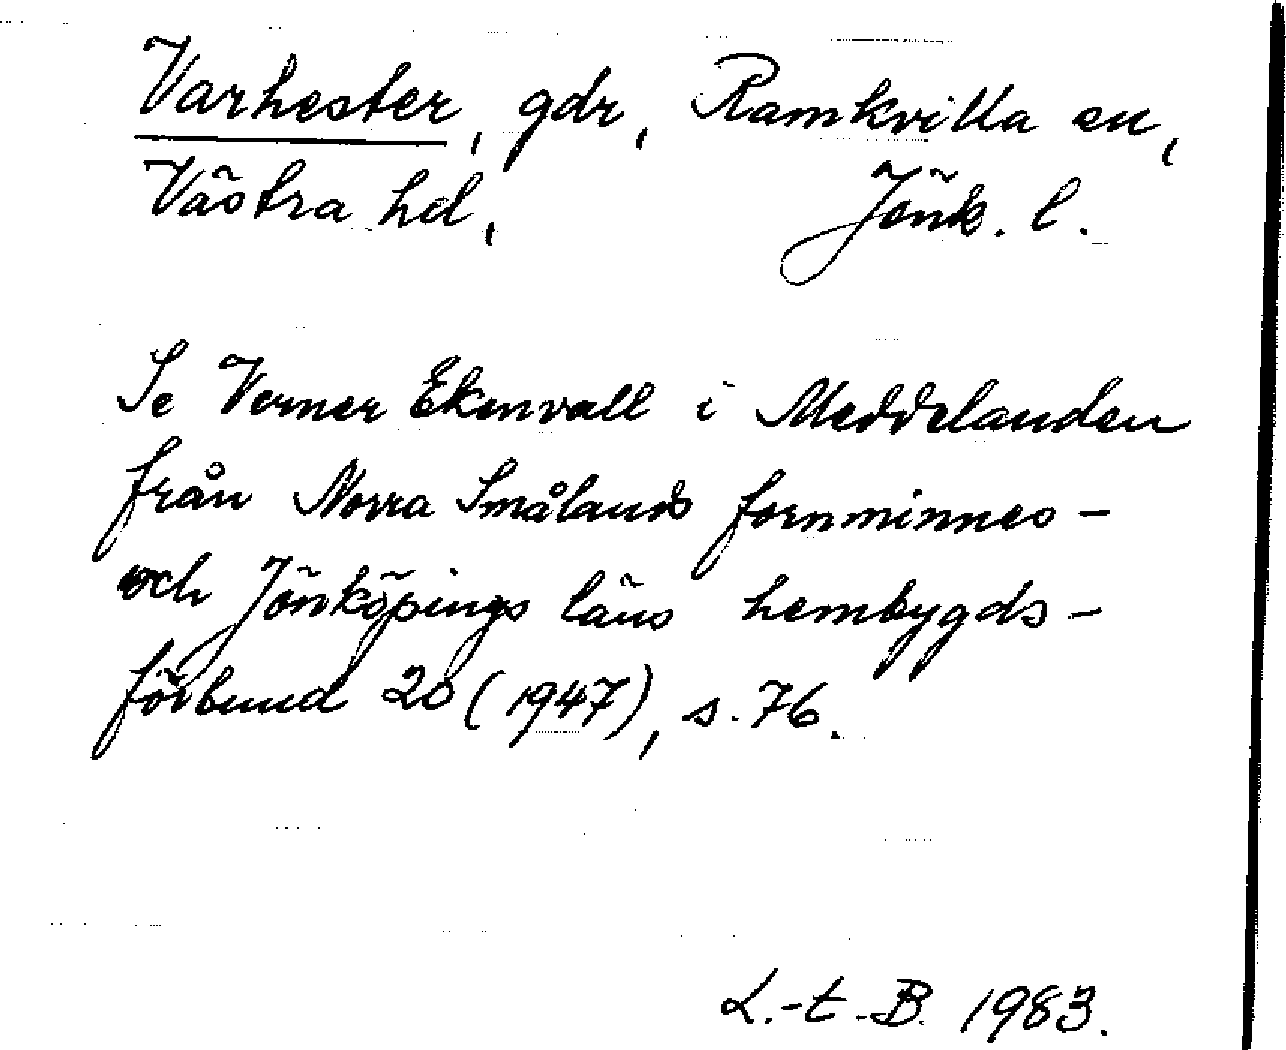 Varhester, gdr, Ramkvilla sn,
Västra hd, Jönk. l.
Se Verner Ekenvall i Meddelanden
från Norra Smålands fornminnes-
och Jönköpings läns hembygds-
förbund 20 (1947), s. 76.
L.-t.-B. 1983.